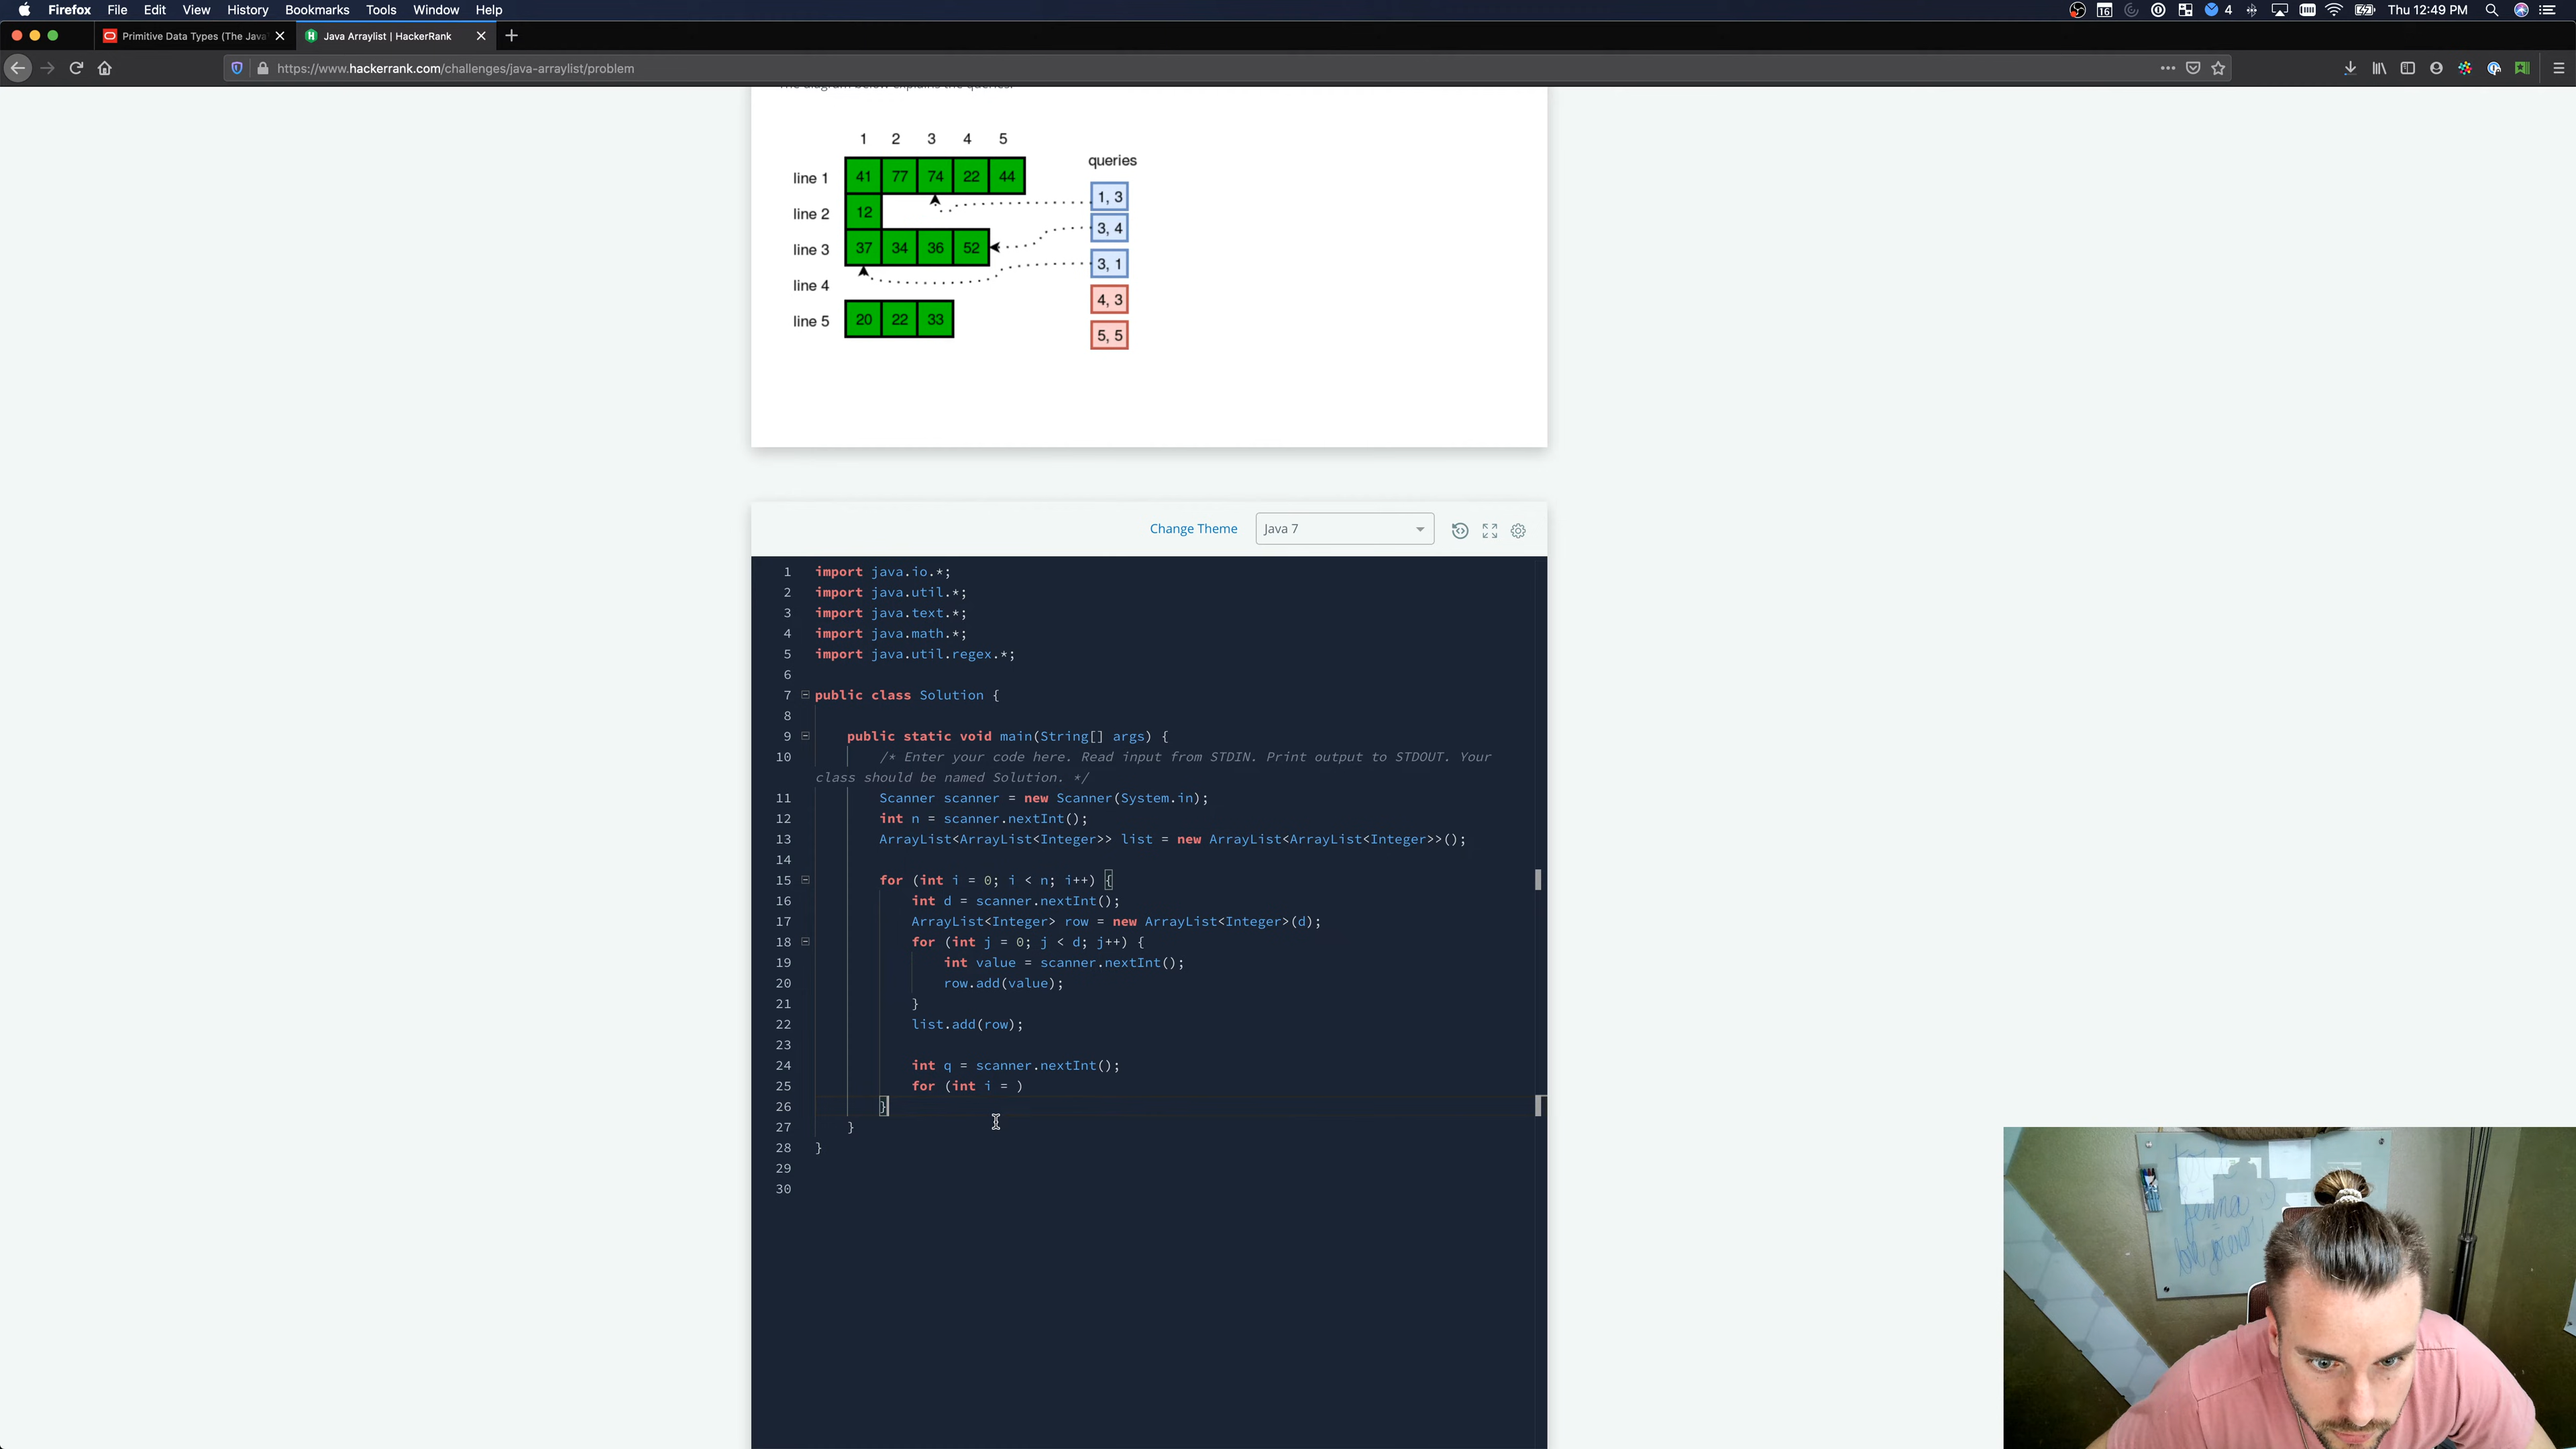 Firefox File Edit View History Bookmarks Tools Window Help
16
4
Thu 12:49 PM
Primitive Data Types (The Java
Java Arraylist | HackerRank
https://www.hackerrank.com/challenges/java-arraylist/problem
The diagram below explains the queries:
1 2 3 4 5
queries
line 1 41 77 74 22 44
1, 3
line 2 12
3, 4
line 3 37 34 36 52
3, 1
line 4
4, 3
line 5 20 22 33
5, 5
Change Theme
Java 7
1 import java.io.*;
2 import java.util.*;
3 import java.text.*;
4 import java.math.*;
5 import java.util.regex.*;
6
7 public class Solution {
8
9 public static void main(String[] args) {
10 /* Enter your code here. Read input from STDIN. Print output to STDOUT. Your
class should be named Solution. */
11 Scanner scanner = new Scanner(System.in);
12 int n = scanner.nextInt();
13 ArrayList<ArrayList<Integer>> list = new ArrayList<ArrayList<Integer>>();
14
15 for (int i = 0; i < n; i++) {
16 int d = scanner.nextInt();
17 ArrayList<Integer> row = new ArrayList<Integer>(d);
18 for (int j = 0; j < d; j++) {
19 int value = scanner.nextInt();
20 row.add(value);
21 }
22 list.add(row);
23
24 int q = scanner.nextInt();
25 for (int i = )
26 }
27 }
28 }
29
30